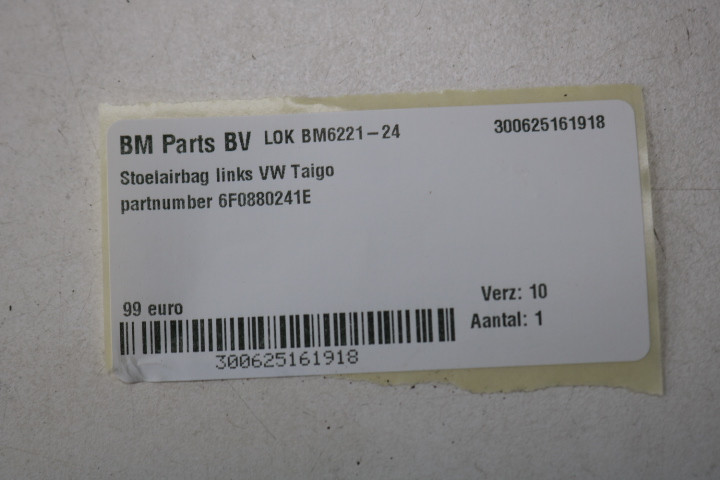 BM Parts BV LOK BM6221-24 300625161918
Stoelairbag links VW Taigo
partnumber 6F0880241E
99 euro Verz: 10
Aantal: 1
300625161918